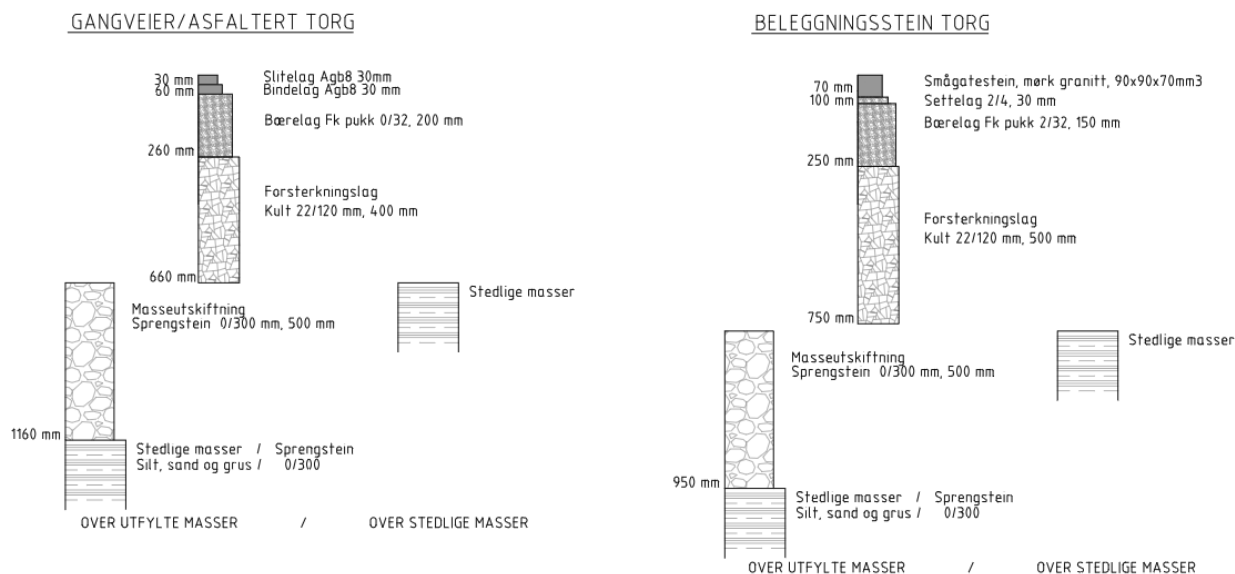 GANGVEIER/ASFALTERT TORG
30 mm
Slitelag Agb8 30mm
60 mm
Bindelag Agb8 30 mm
Bærelag Fk pukk 0/32, 200 mm
260 mm
Forsterkningslag
Kult 22/120 mm, 400 mm
660 mm
Masseutskiftning
Sprengstein 0/300 mm, 500 mm
Stedlige masser
1160 mm
Stedlige masser / Sprengstein
Silt, sand og grus / 0/300
OVER UTFYLTE MASSER / OVER STEDLIGE MASSER
BELEGGNINGSSTEIN TORG
70 mm
Smågatestein, mørk granitt, 90x90x70mm3
100 mm
Settelag 2/4, 30 mm
Bærelag Fk pukk 2/32, 150 mm
250 mm
Forsterkningslag
Kult 22/120 mm, 500 mm
750 mm
Masseutskiftning
Sprengstein 0/300 mm, 500 mm
Stedlige masser
950 mm
Stedlige masser / Sprengstein
Silt, sand og grus / 0/300
OVER UTFYLTE MASSER / OVER STEDLIGE MASSER